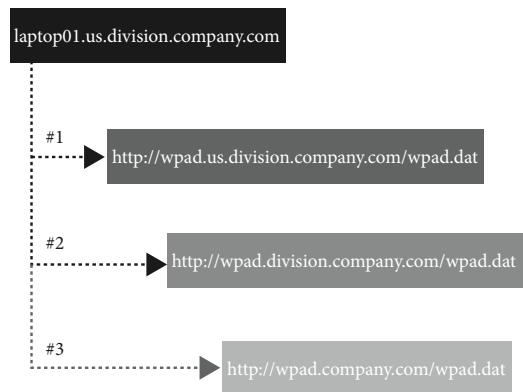 laptop01.us.division.company.com
#1
http://wpad.us.division.company.com/wpad.dat
#2
http://wpad.division.company.com/wpad.dat
#3
http://wpad.company.com/wpad.dat